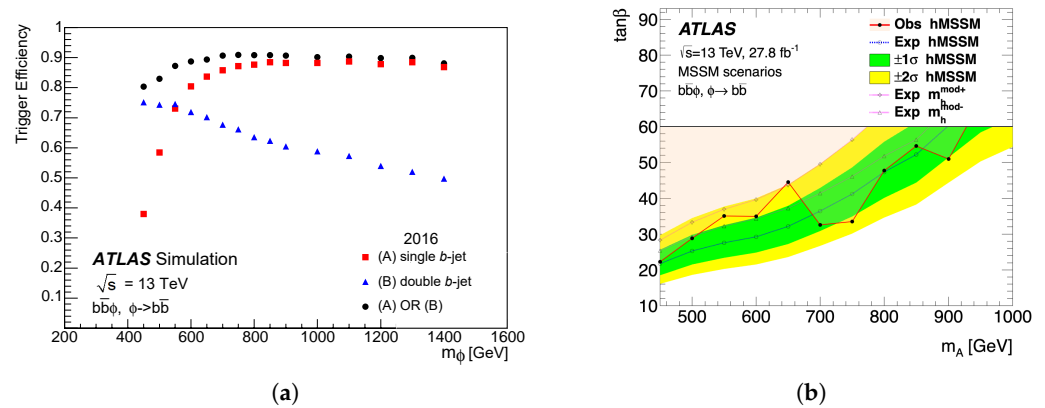 Trigger Efficiency
1
0.9
0.8
0.7
0.6
0.5
0.4
0.3
0.2
0.1
ATLAS Simulation
√s = 13 TeV
bb̄ϕ, ϕ->bb̄
2016
(A) single b-jet
(B) double b-jet
(A) OR (B)
200 400 600 800 1000 1200 1400 1600
mϕ [GeV]
(a)
tanβ
90
80
70
60
50
40
30
20
10
ATLAS
√s=13 TeV, 27.8 fb⁻¹
MSSM scenarios
bb̄ϕ, ϕ→ bb̄
Obs hMSSM
Exp hMSSM
±1σ hMSSM
±2σ hMSSM
Exp m_h^mod+
Exp m_h^mod-
500 600 700 800 900 1000
m_A [GeV]
(b)